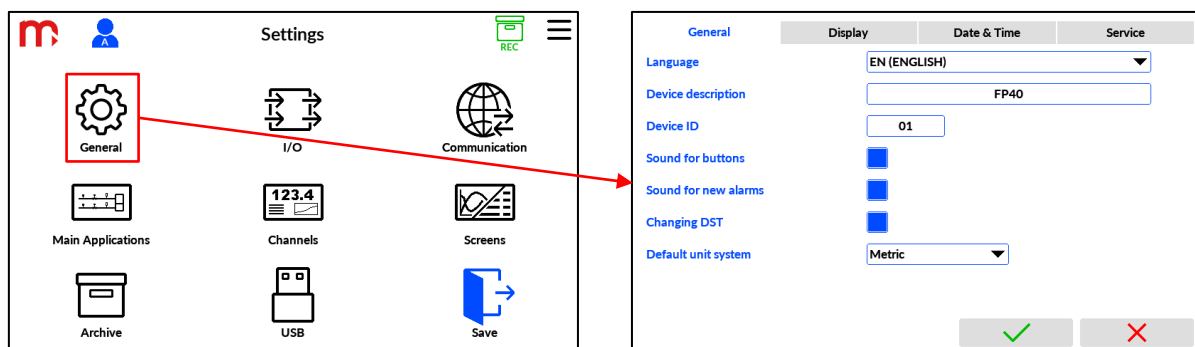 m
A
Settings
REC
General
I/O
Communication
Main Applications
123.4
Channels
Screens
Archive
USB
Save
General Display Date & Time Service
Language EN (ENGLISH)
Device description FP40
Device ID 01
Sound for buttons
Sound for new alarms
Changing DST
Default unit system Metric